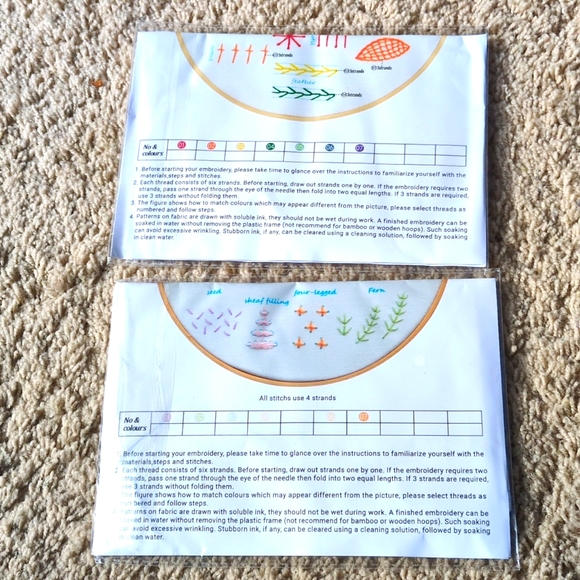 strands
strands
strands
feather
strands
No &
colours
01 02 03 04 05 06 07
1. Before starting your embroidery, please take time to glance over the instructions to familiarize yourself with the
materials,steps and stitches.
2. Each thread consists of six strands. Before starting, draw out strands one by one. If the embroidery requires two
strands, pass one strand through the eye of the needle then fold into two equal lengths. If 3 strands are required,
use 3 strands without folding them.
3. The figure shows how to match colours which may appear different from the picture, please select threads as
numbered and follow steps.
4. Patterns on fabric are drawn with soluble ink, they should not be wet during work. A finished embroidery can be
soaked in water without removing the plastic frame (not recommend for bamboo or wooden hoops). Such soaking
can avoid excessive wrinkling. Stubborn ink, if any, can be cleared using a cleaning solution, followed by soaking
in clean water.
seed
sheaf filling
four-legged
Fern
All stitchs use 4 strands
No &
colours
07
1. Before starting your embroidery, please take time to glance over the instructions to familiarize yourself with the
materials,steps and stitches.
2. Each thread consists of six strands. Before starting, draw out strands one by one. If the embroidery requires two
strands, pass one strand through the eye of the needle then fold into two equal lengths. If 3 strands are required,
use 3 strands without folding them.
figure shows how to match colours which may appear different from the picture, please select threads as
bered and follow steps.
on fabric are drawn with soluble ink, they should not be wet during work. A finished embroidery can be
ked in water without removing the plastic frame (not recommend for bamboo or wooden hoops). Such soaking
avoid excessive wrinkling. Stubborn ink, if any, can be cleared using a cleaning solution, followed by soaking
clean water.